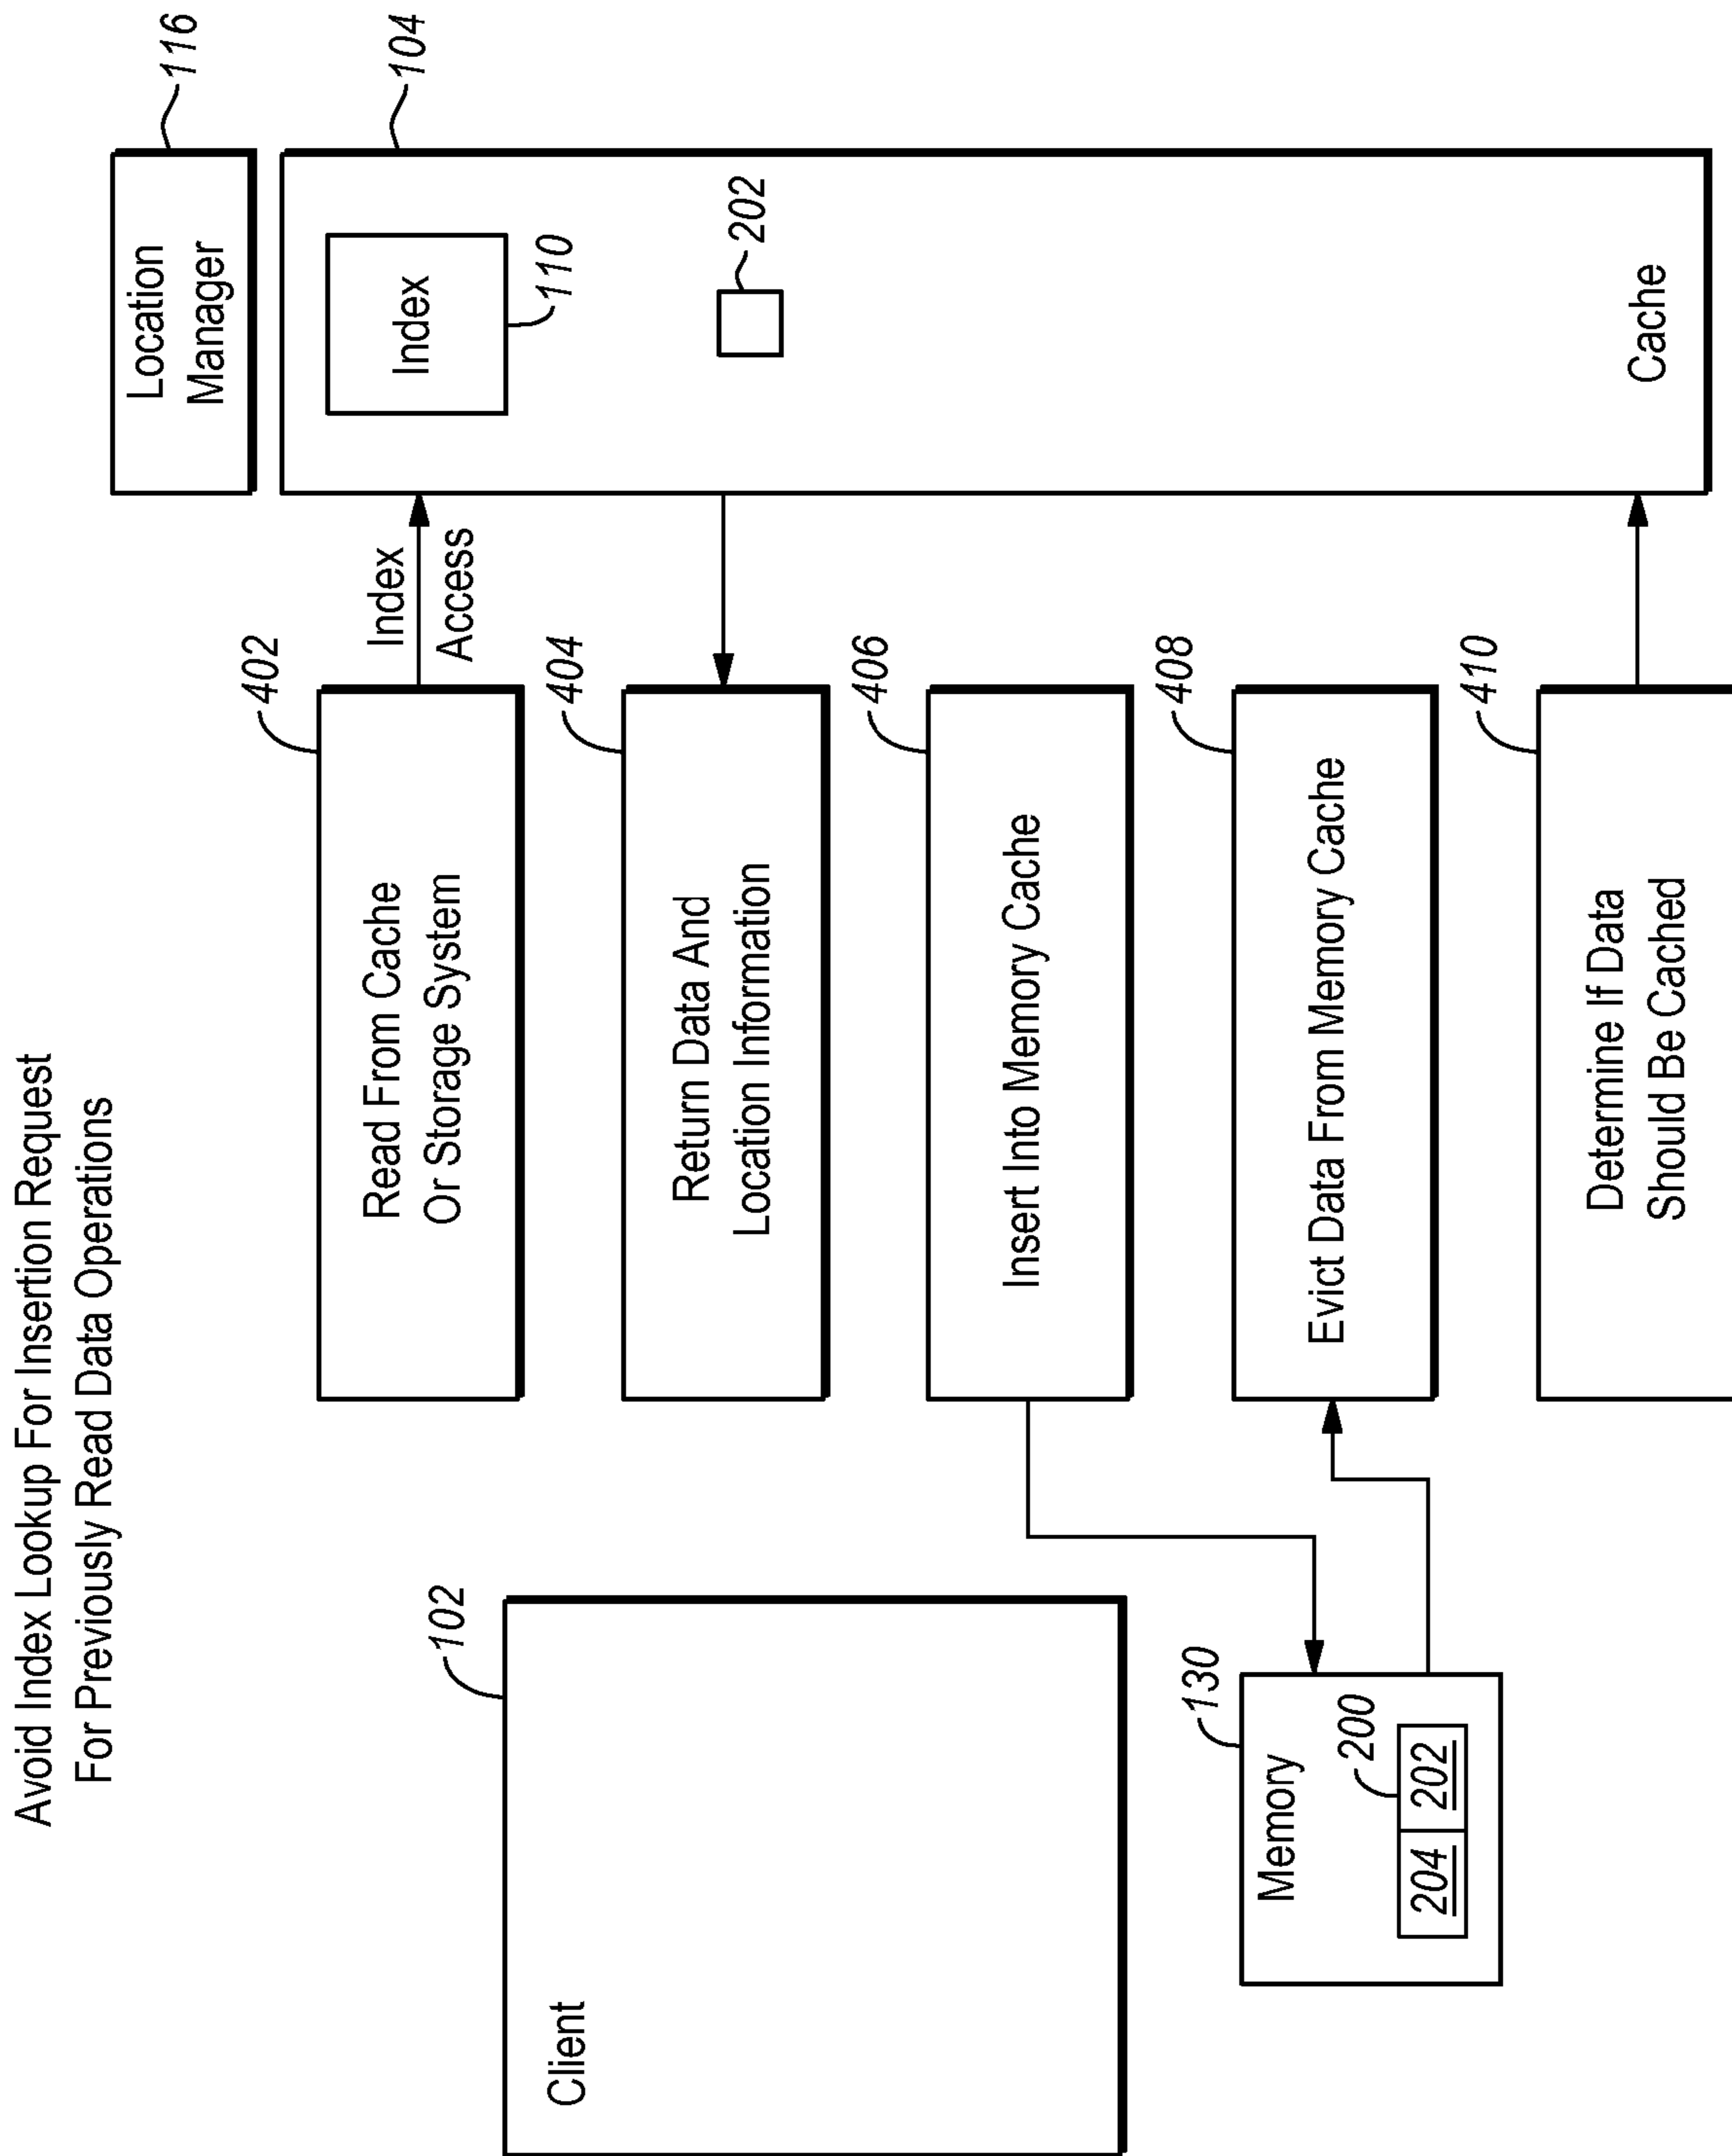 Avoid Index Lookup For Insertion Request
For Previously Read Data Operations
Client
102
Memory
130
200
204
202
402
Read From Cache
Or Storage System
Index
Access
404
Return Data And
Location Information
406
Insert Into Memory Cache
408
Evict Data From Memory Cache
410
Determine If Data
Should Be Cached
Location
Manager
116
104
Index
110
202
Cache